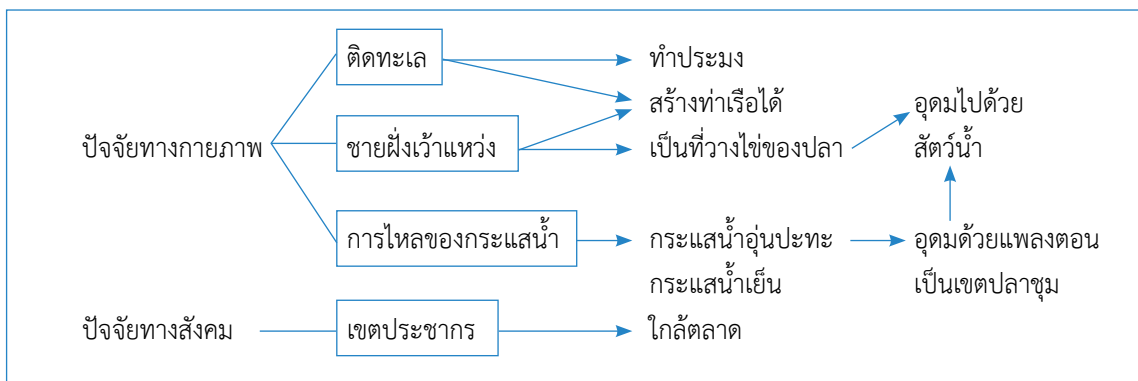 ติดทะเล
ทำประมง
สร้างท่าเรือได้
อุดมไปด้วย
ปัจจัยทางกายภาพ
ชายฝั่งเว้าแหว่ง
เป็นที่วางไข่ของปลา
สัตว์น้ำ
การไหลของกระแสน้ำ
กระแสน้ำอุ่นปะทะ
อุดมด้วยแพลงตอน
กระแสน้ำเย็น
เป็นเขตปลาชุม
ปัจจัยทางสังคม
เขตประชากร
ใกล้ตลาด